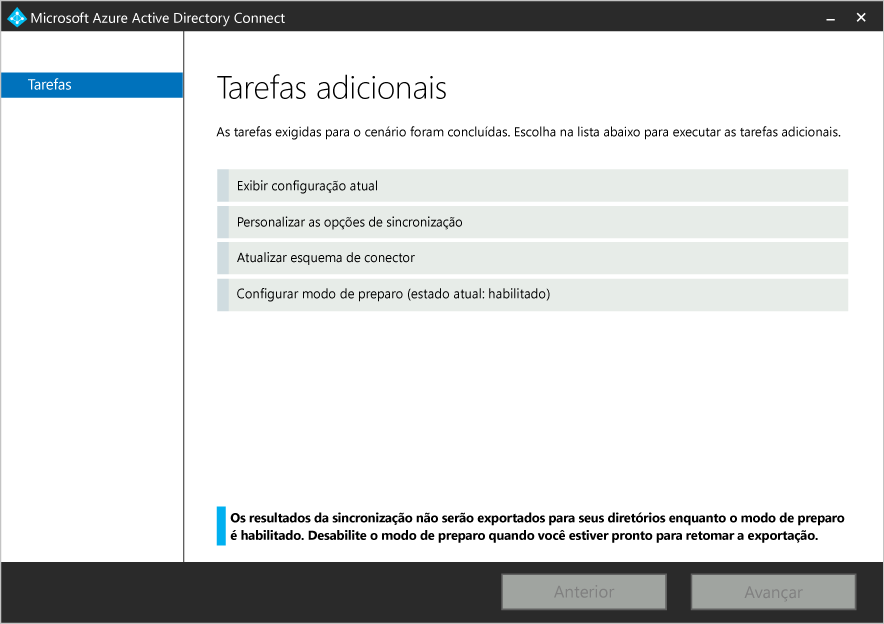 Microsoft Azure Active Directory Connect
Tarefas
Tarefas adicionais
As tarefas exigidas para o cenário foram concluídas. Escolha na lista abaixo para executar as tarefas adicionais.
Exibir configuração atual
Personalizar as opções de sincronização
Atualizar esquema de conector
Configurar modo de preparo (estado atual: habilitado)
Os resultados da sincronização não serão exportados para seus diretórios enquanto o modo de preparo
é habilitado. Desabilite o modo de preparo quando você estiver pronto para retomar a exportação.
Anterior
Avançar